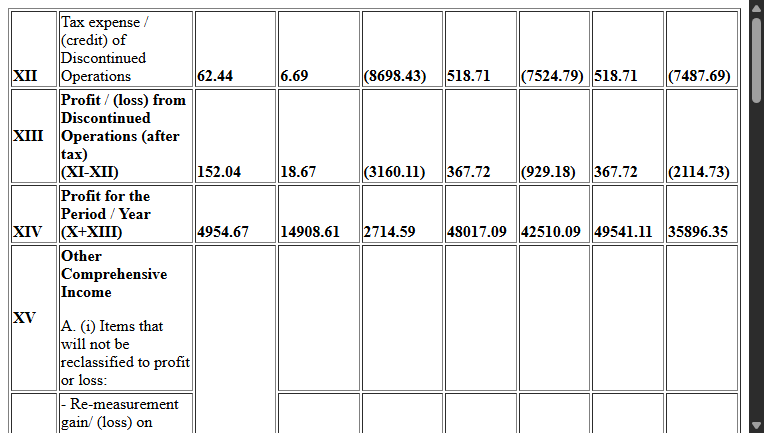 Tax expense /
(credit) of
Discontinued
XII Operations 62.44 6.69 (8698.43) 518.71 (7524.79) 518.71 (7487.69)
Profit / (loss) from
Discontinued
XIII Operations (after
tax)
(XI-XII) 152.04 18.67 (3160.11) 367.72 (929.18) 367.72 (2114.73)
Profit for the
Period / Year
XIV (X+XIII) 4954.67 14908.61 2714.59 48017.09 42510.09 49541.11 35896.35
Other
Comprehensive
Income
XV
A. (i) Items that
will not be
reclassified to profit
or loss:
- Re-measurement
gain/ (loss) on